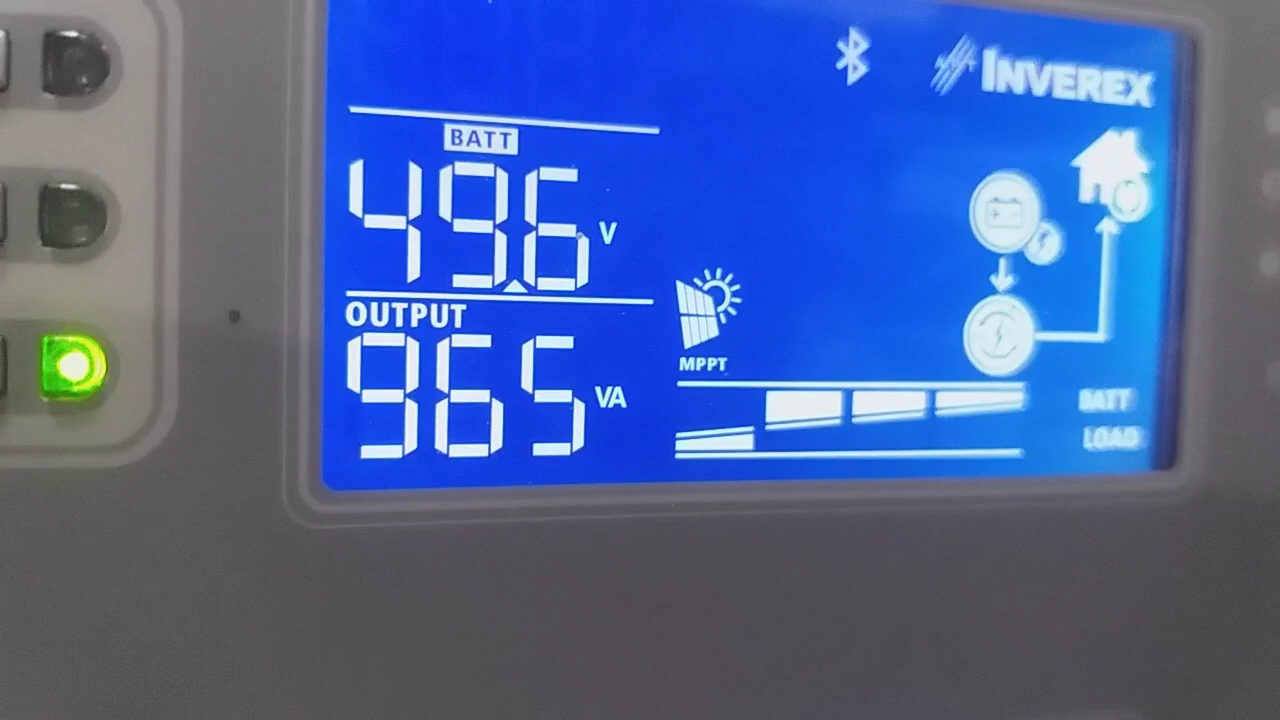 INVEREX
BATT
49.6 V
OUTPUT
965 VA
MPPT
BATT
LOAD